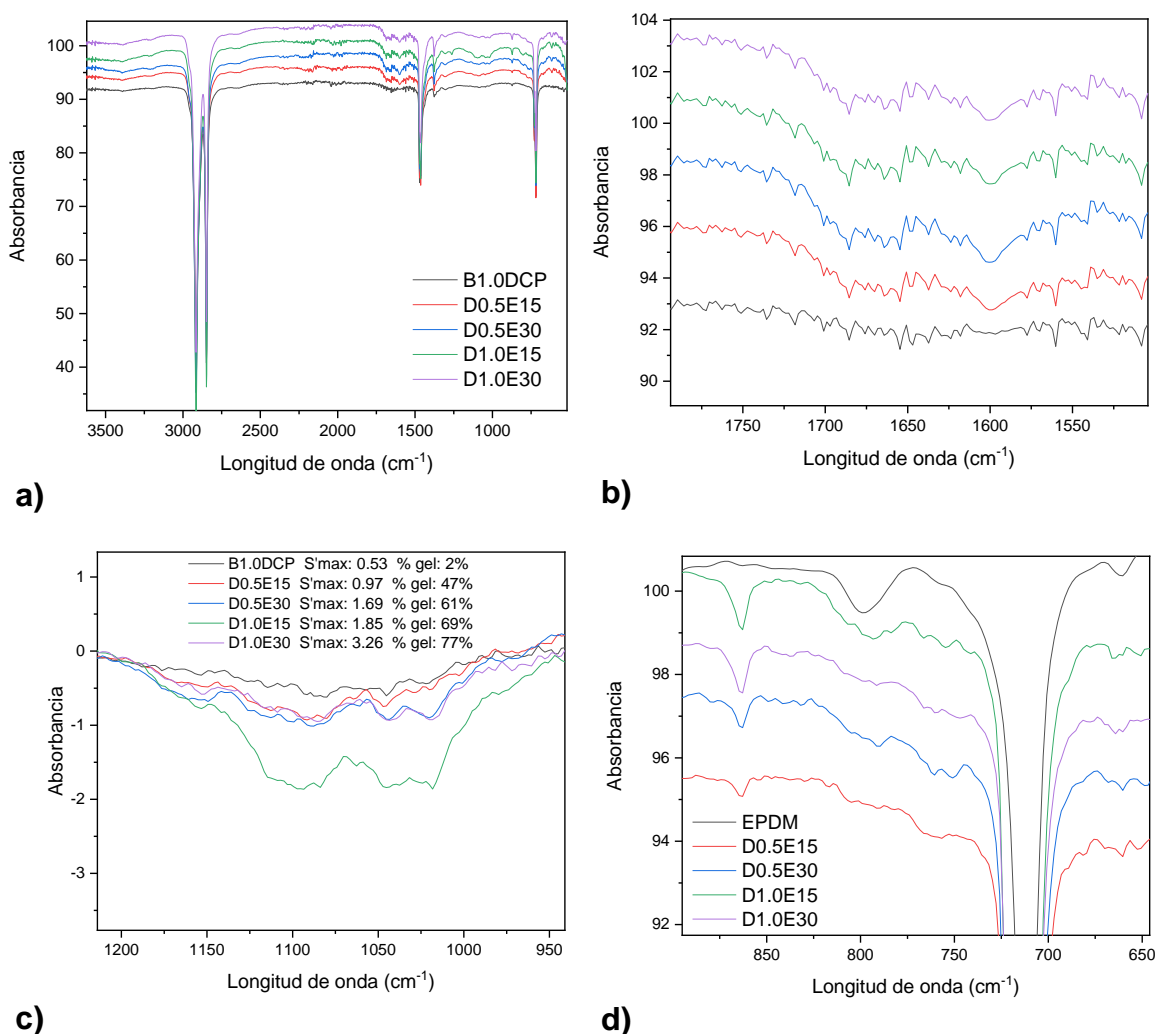 100
90
80
70
60
50
40
Absorbancia
B1.0DCP
D0.5E15
D0.5E30
D1.0E15
D1.0E30
3500 3000 2500 2000 1500 1000
Longitud de onda (cm-1)
a)
104
102
100
98
96
94
92
90
Absorbancia
1750 1700 1650 1600 1550
Longitud de onda (cm-1)
b)
1
0
-1
-2
-3
Absorbancia
B1.0DCP S'max: 0.53 % gel: 2%
D0.5E15 S'max: 0.97 % gel: 47%
D0.5E30 S'max: 1.69 % gel: 61%
D1.0E15 S'max: 1.85 % gel: 69%
D1.0E30 S'max: 3.26 % gel: 77%
1200 1150 1100 1050 1000 950
Longitud de onda (cm-1)
c)
100
98
96
94
92
Absorbancia
EPDM
D0.5E15
D0.5E30
D1.0E15
D1.0E30
850 800 750 700 650
Longitud de onda (cm-1)
d)